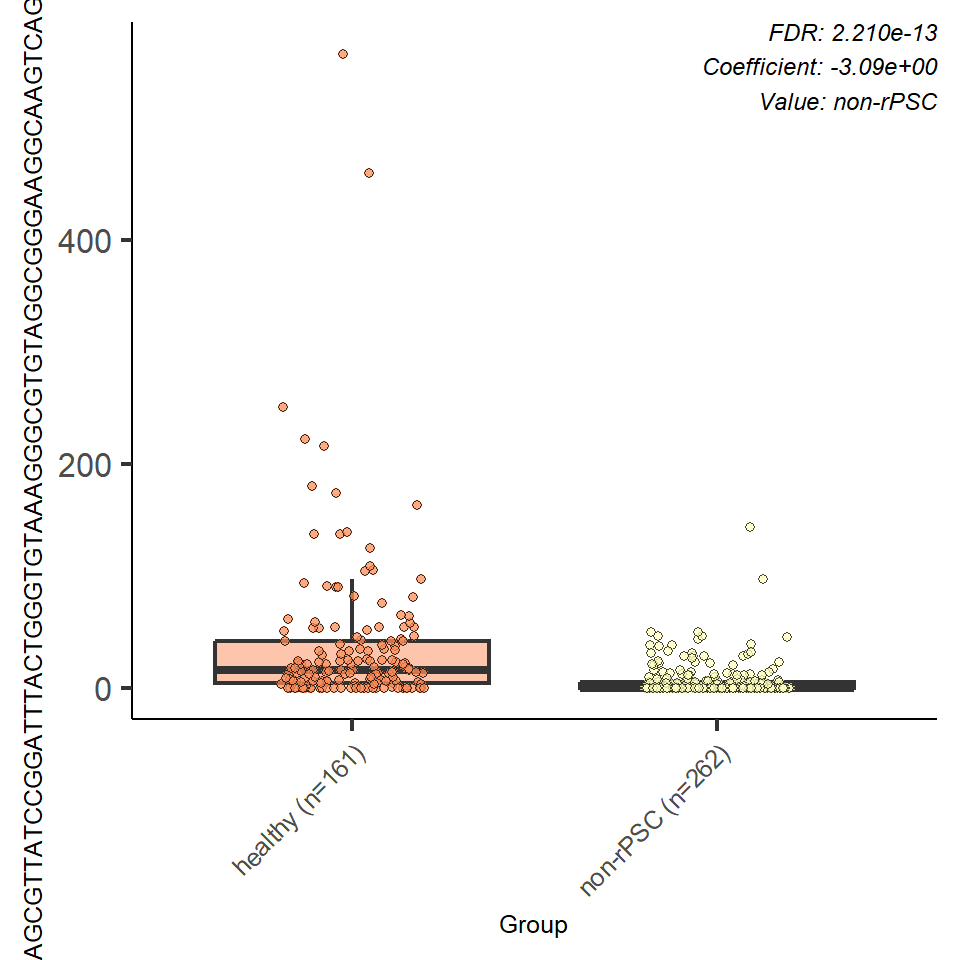 FDR: 2.210e-13
Coefficient: -3.09e+00
Value: non-rPSC
AGCGTTATCCGGATTTTACTGGGTGTAAAGGGCGTGTAGGCGGGAAGGCAAGTCAG
400
200
0
healthy (n=161)
non-rPSC (n=262)
Group